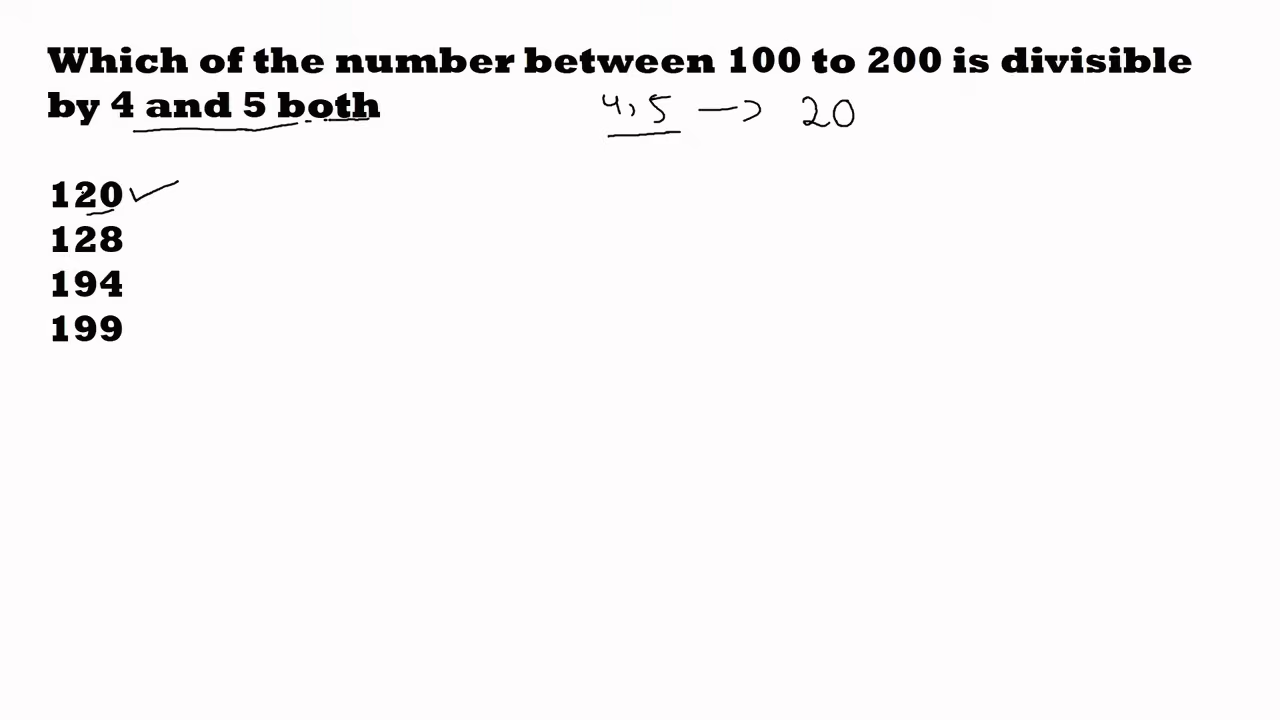 Which of the number between 100 to 200 is divisible
by 4 and 5 both
4, 5 → 20
120 ✓
128
194
199